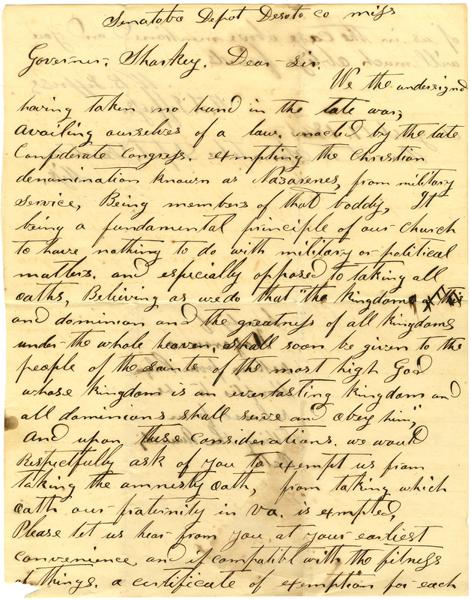 Senatobia Depot Desoto co miss
Governor, Sharkey, Dear Sir.
We the undersigned
having taken no hand in the late war,
availing ourselves of a law, enacted by the late
Confederate Congress. exempting the Christian
denomination known as Nazarenes, from military
service, Being members of that boddy, It
being a fundamental principle of our Church
to have nothing to do with military or political
matters. and especially opposed to taking all
oaths, Believing as we do that "the kingdom
and dominion and the greatness of all kingdoms
under the whole heaven, shall soon be given to the
people of the saints of the most high God
whose kingdom is an everlasting kingdom and
all dominions shall serve and obey him,"
And upon, these considerations. we would
Respectfully ask of you to exempt us from
taking the amnesty oath, from taking which
oath our fraternity in va. is exempted,
Please let us hear from you, at your earliest
convenience, and if compatibl with the fitness
of things. a certificate of exemption for each